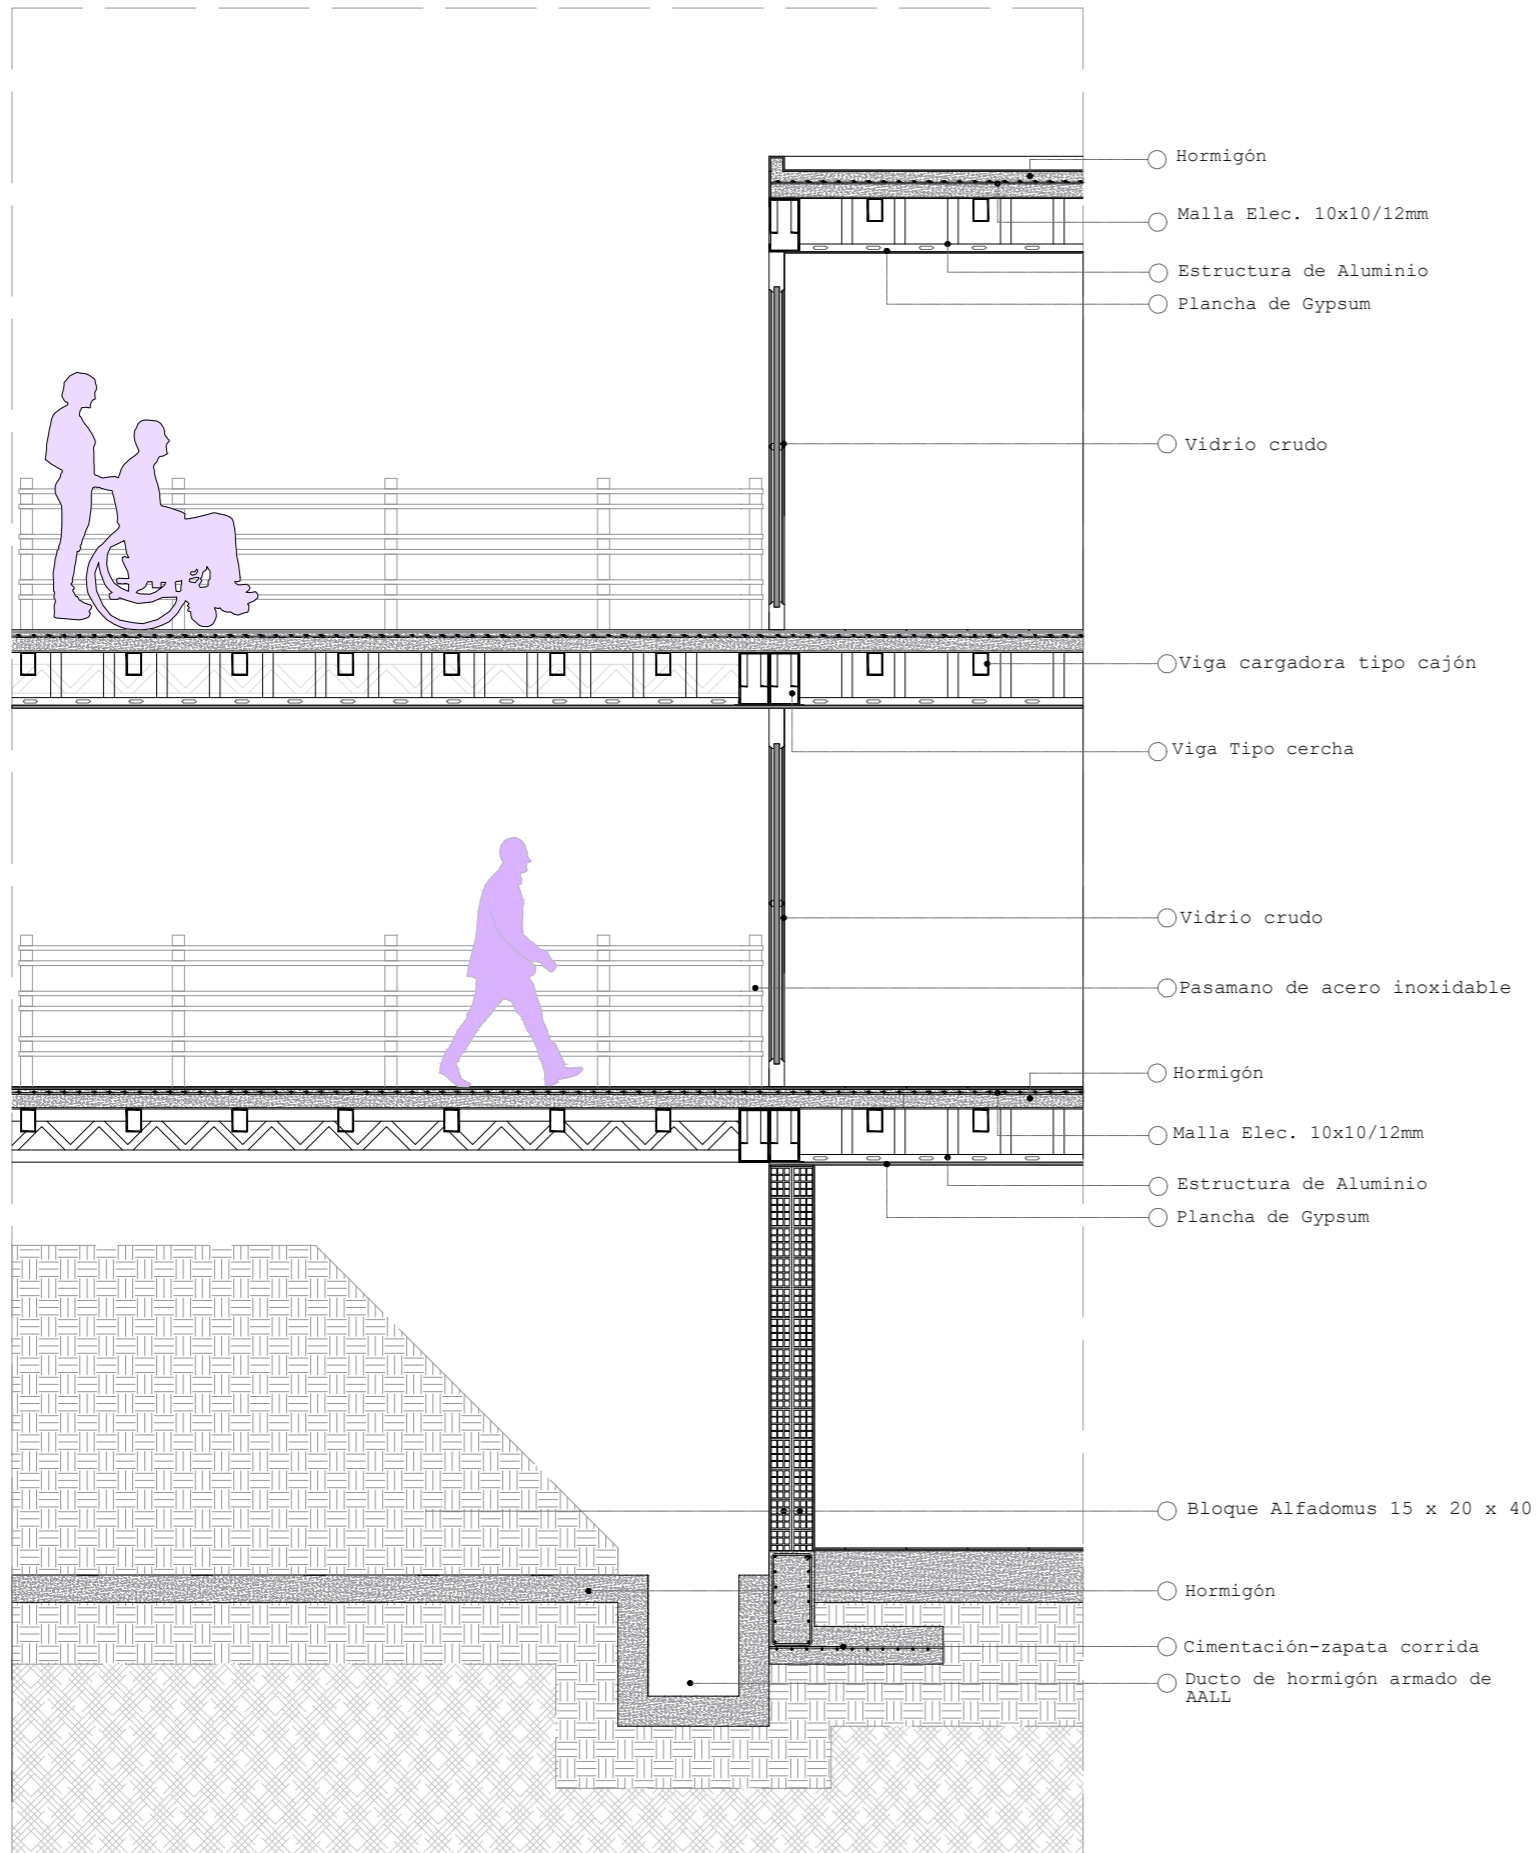 Hormigón
Malla Elec. 10x10/12mm
Estructura de Aluminio
Plancha de Gypsum
Vidrio crudo
Viga cargadora tipo cajón
Viga Tipo cercha
Vidrio crudo
Pasamano de acero inoxidable
Hormigón
Malla Elec. 10x10/12mm
Estructura de Aluminio
Plancha de Gypsum
Bloque Alfadomus 15 x 20 x 40
Hormigón
Cimentación-zapata corrida
Ducto de hormigón armado de
AALL